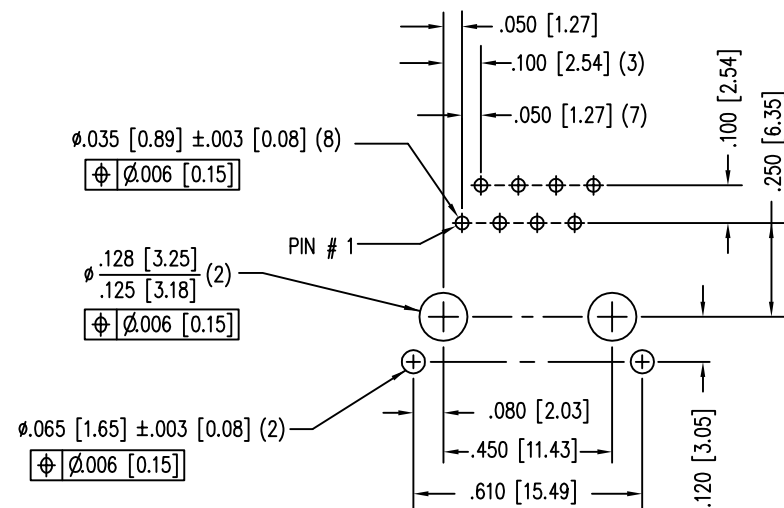 .050 [1.27]
.100 [2.54] (3)
.050 [1.27] (7)
.100 [2.54]
.250 [6.35]
⌀.035 [0.89] ±.003 [0.08] (8)
⌖ ⌀.006 [0.15]
PIN # 1
⌀ .128 [3.25] (2)
.125 [3.18]
⌖ ⌀.006 [0.15]
⌀.065 [1.65] ±.003 [0.08] (2)
⌖ ⌀.006 [0.15]
.080 [2.03]
.450 [11.43]
.610 [15.49]
.120 [3.05]